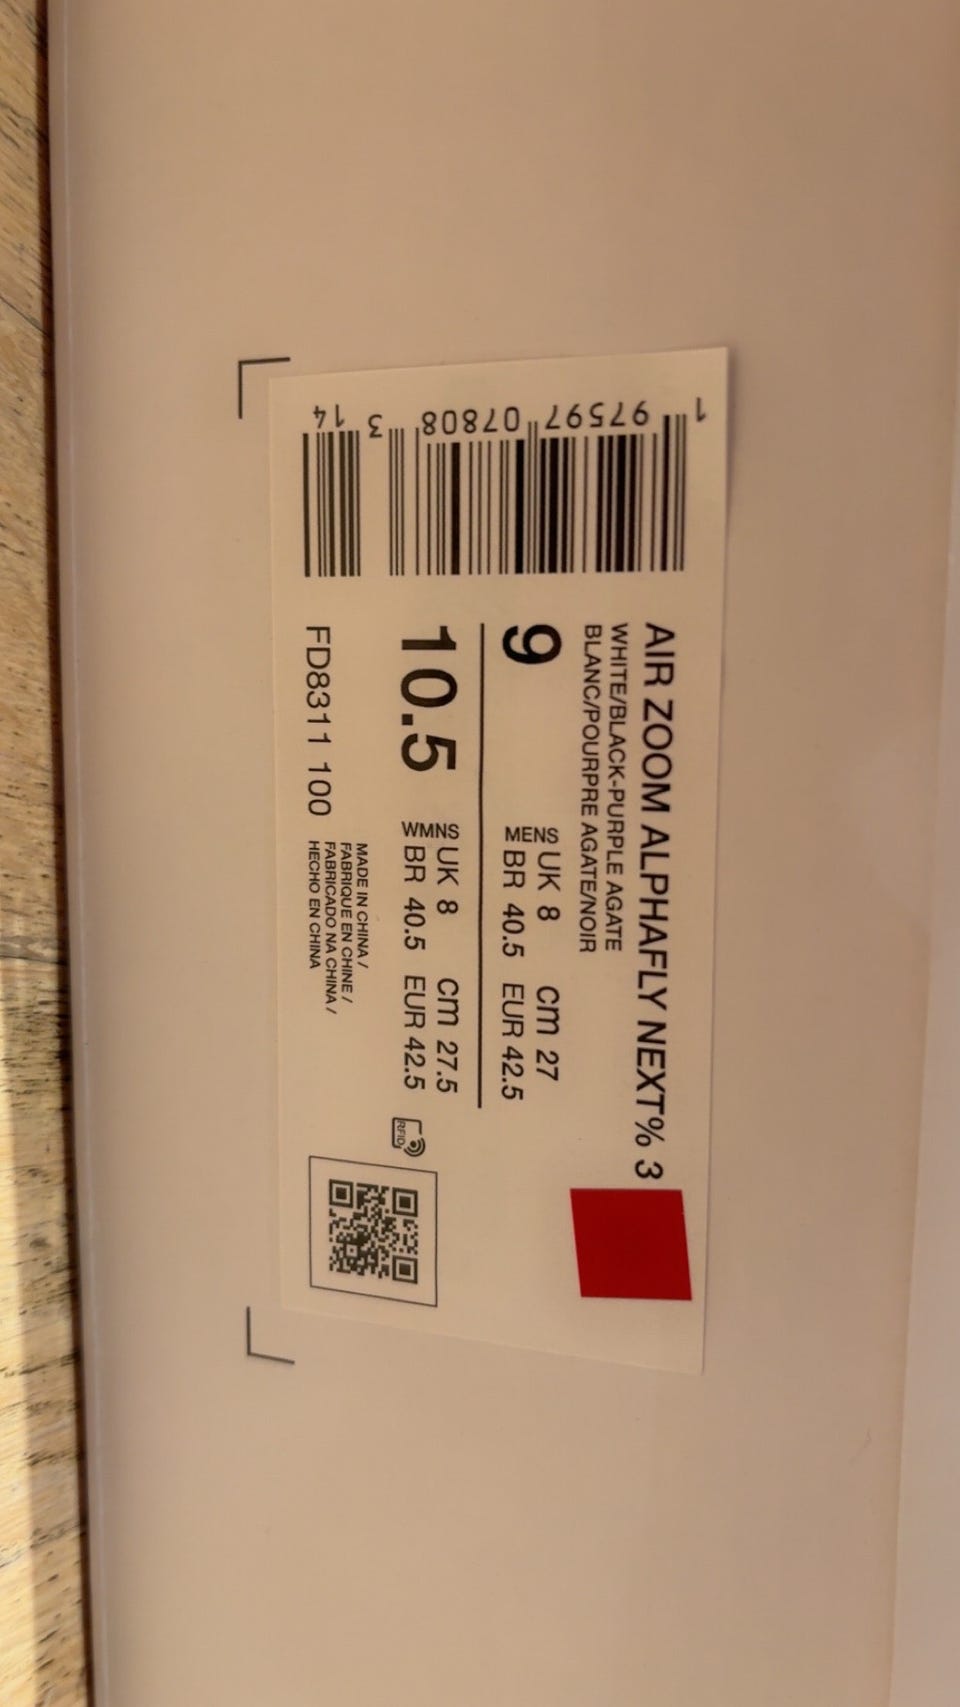 AIR ZOOM ALPHAFLY NEXT% 3
WHITE/BLACK-PURPLE AGATE
BLANC/POURPRE AGATE/NOIR
9 MENS UK 8 cm 27
BR 40.5 EUR 42.5
10.5 WMNS UK 8 cm 27.5
BR 40.5 EUR 42.5
RFID
FD8311 100
MADE IN CHINA /
FABRIQUE EN CHINE /
FABRICADO NA CHINA /
HECHO EN CHINA
1 97597 07808 3 14